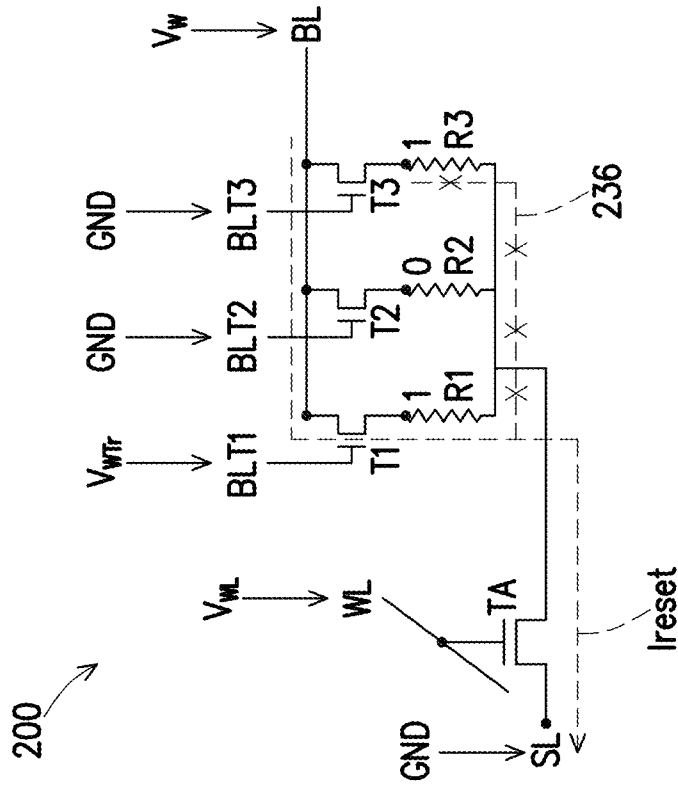 200
GND
SL
V_WL
WL
TA
Ireset
V_WTr
BLT1
T1
1
R1
GND
BLT2
T2
0
R2
GND
BLT3
T3
1
R3
236
V_W
BL